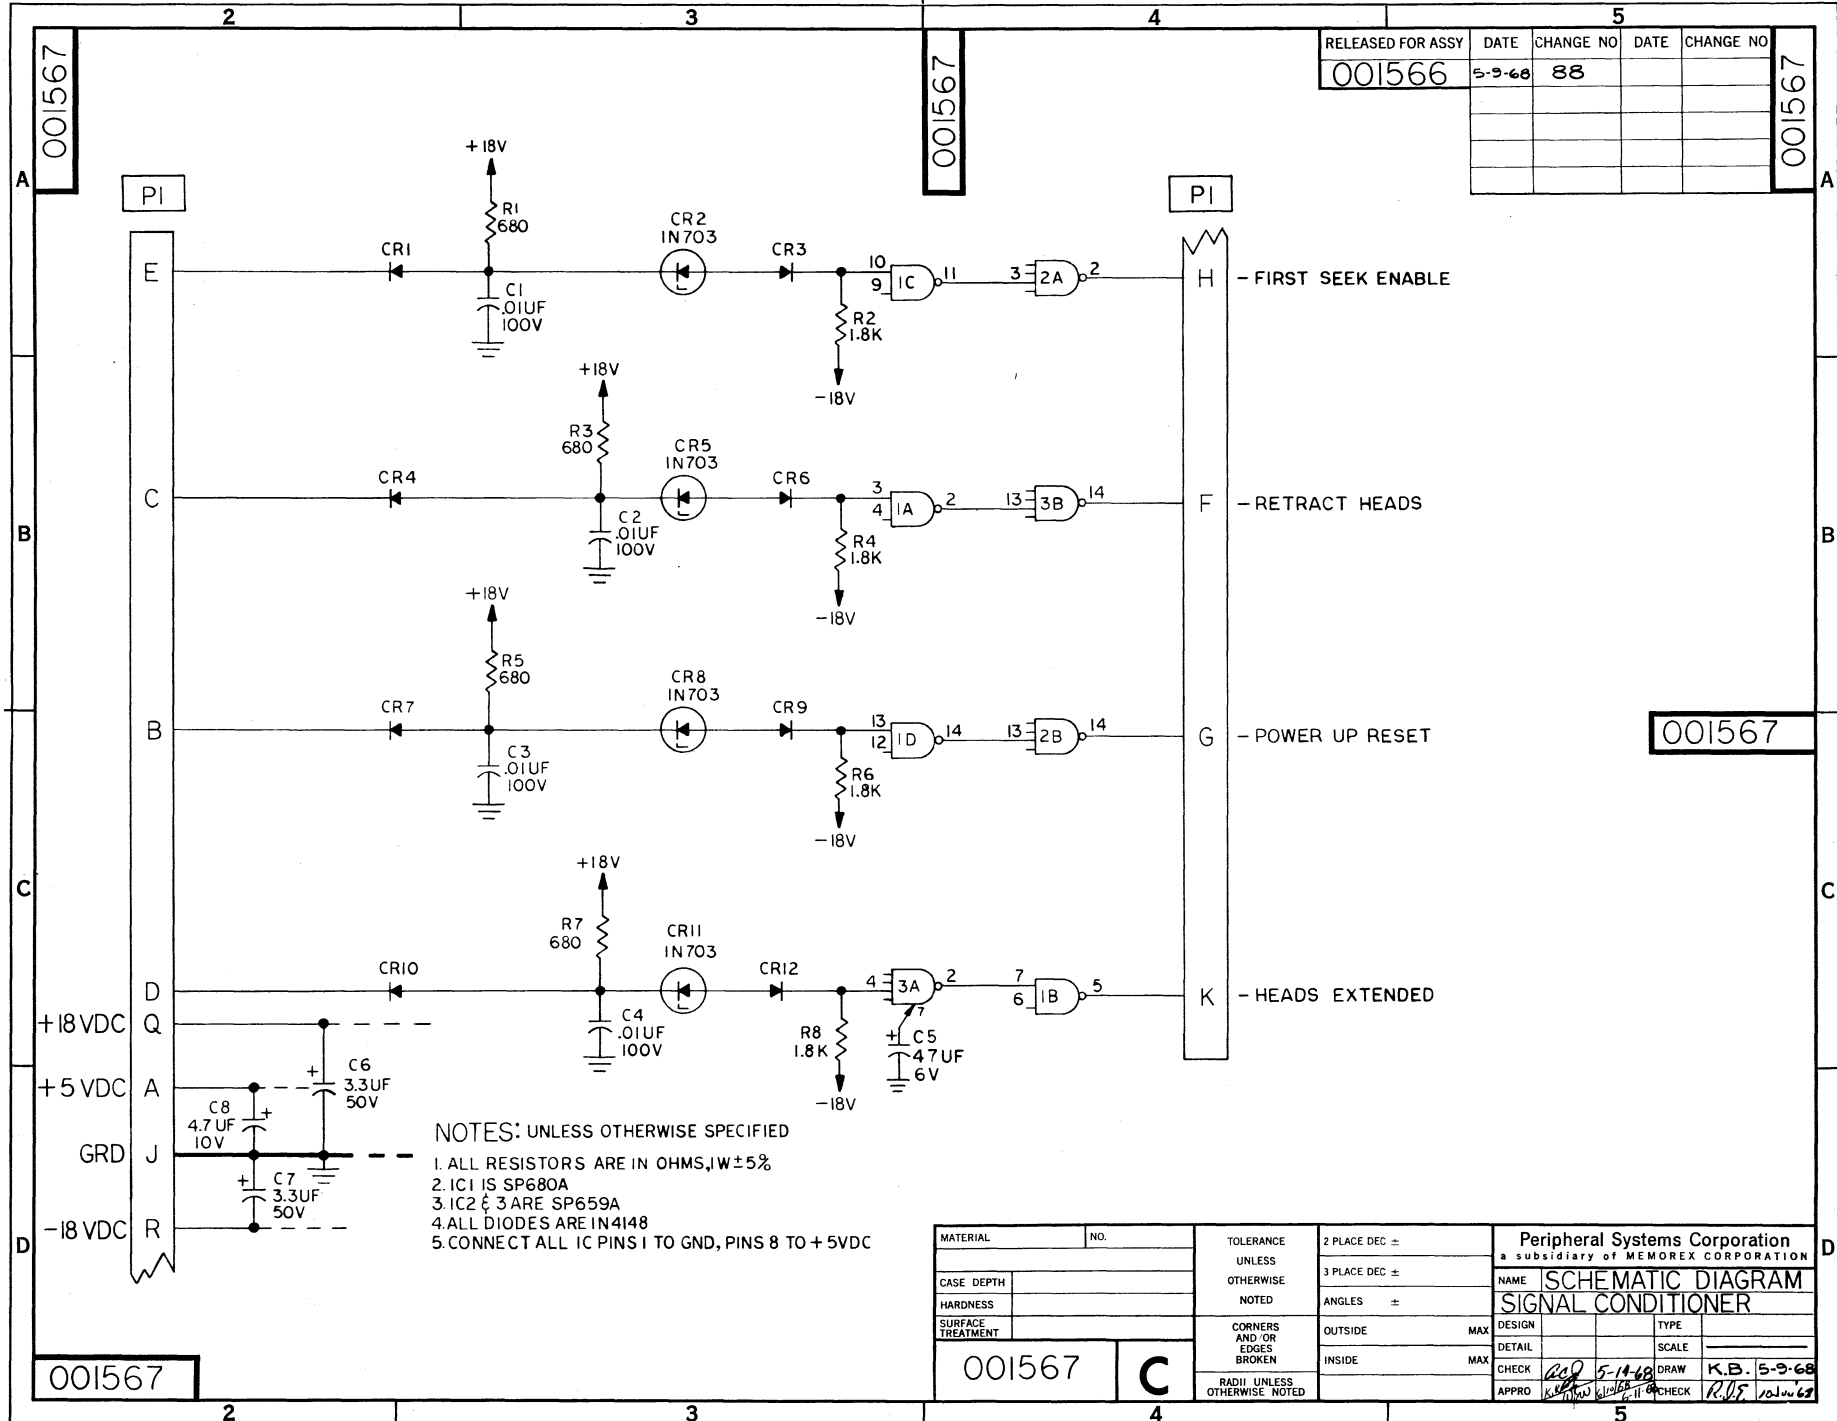 2 3 4 5
001567
001567
RELEASED FOR ASSY DATE CHANGE NO DATE CHANGE NO
001566 5-9-68 88
001567
A A
P1 P1
+18V
R1
680
CR1
CR2
1N703
CR3
E
C1
.01UF
100V
10
9
1C
11
3
2A
2
H
- FIRST SEEK ENABLE
R2
1.8K
-18V
+18V
R3
680
CR4
CR5
1N703
CR6
C
C2
.01UF
100V
3
4
1A
2
13
3B
14
F
- RETRACT HEADS
B B
R4
1.8K
-18V
+18V
R5
680
CR7
CR8
1N703
CR9
B
C3
.01UF
100V
13
12
1D
14
13
2B
14
G
- POWER UP RESET
001567
R6
1.8K
-18V
+18V
C C
R7
680
CR10
CR11
1N703
CR12
D
C4
.01UF
100V
4
3A
2
7
7
6
1B
5
K
- HEADS EXTENDED
R8
1.8K
-18V
+ C5
47UF
6V
+18 VDC Q
+ C6
3.3UF
50V
+5 VDC A
C8 +
4.7 UF
10V
GRD J
+ C7
3.3UF
50V
-18 VDC R
NOTES: UNLESS OTHERWISE SPECIFIED
1. ALL RESISTORS ARE IN OHMS, 1W ±5%
2. IC1 IS SP680A
3. IC2 & 3 ARE SP659A
4. ALL DIODES ARE IN4148
5. CONNECT ALL IC PINS 1 TO GND, PINS 8 TO +5VDC
D D
MATERIAL NO.
CASE DEPTH
HARDNESS
SURFACE TREATMENT
001567 C
TOLERANCE
UNLESS
OTHERWISE
NOTED
CORNERS
AND/OR
EDGES
BROKEN
RADII UNLESS
OTHERWISE NOTED
2 PLACE DEC ±
3 PLACE DEC ±
ANGLES ±
OUTSIDE MAX
INSIDE MAX
Peripheral Systems Corporation
a subsidiary of MEMOREX CORPORATION
NAME SCHEMATIC DIAGRAM
SIGNAL CONDITIONER
DESIGN TYPE
DETAIL SCALE
CHECK 5-14-68 DRAW K.B. 5-9-68
APPRO CHECK
001567
2 3 4 5